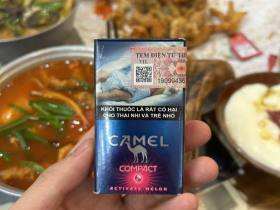 TEM ĐIỆN TỬ
19099436
KHÓI THUỐC LÁ RẤT CÓ HẠI
CHO THAI NHI VÀ TRẺ NHỎ
CAMEL
COMPACT
ACTIVATE MELON